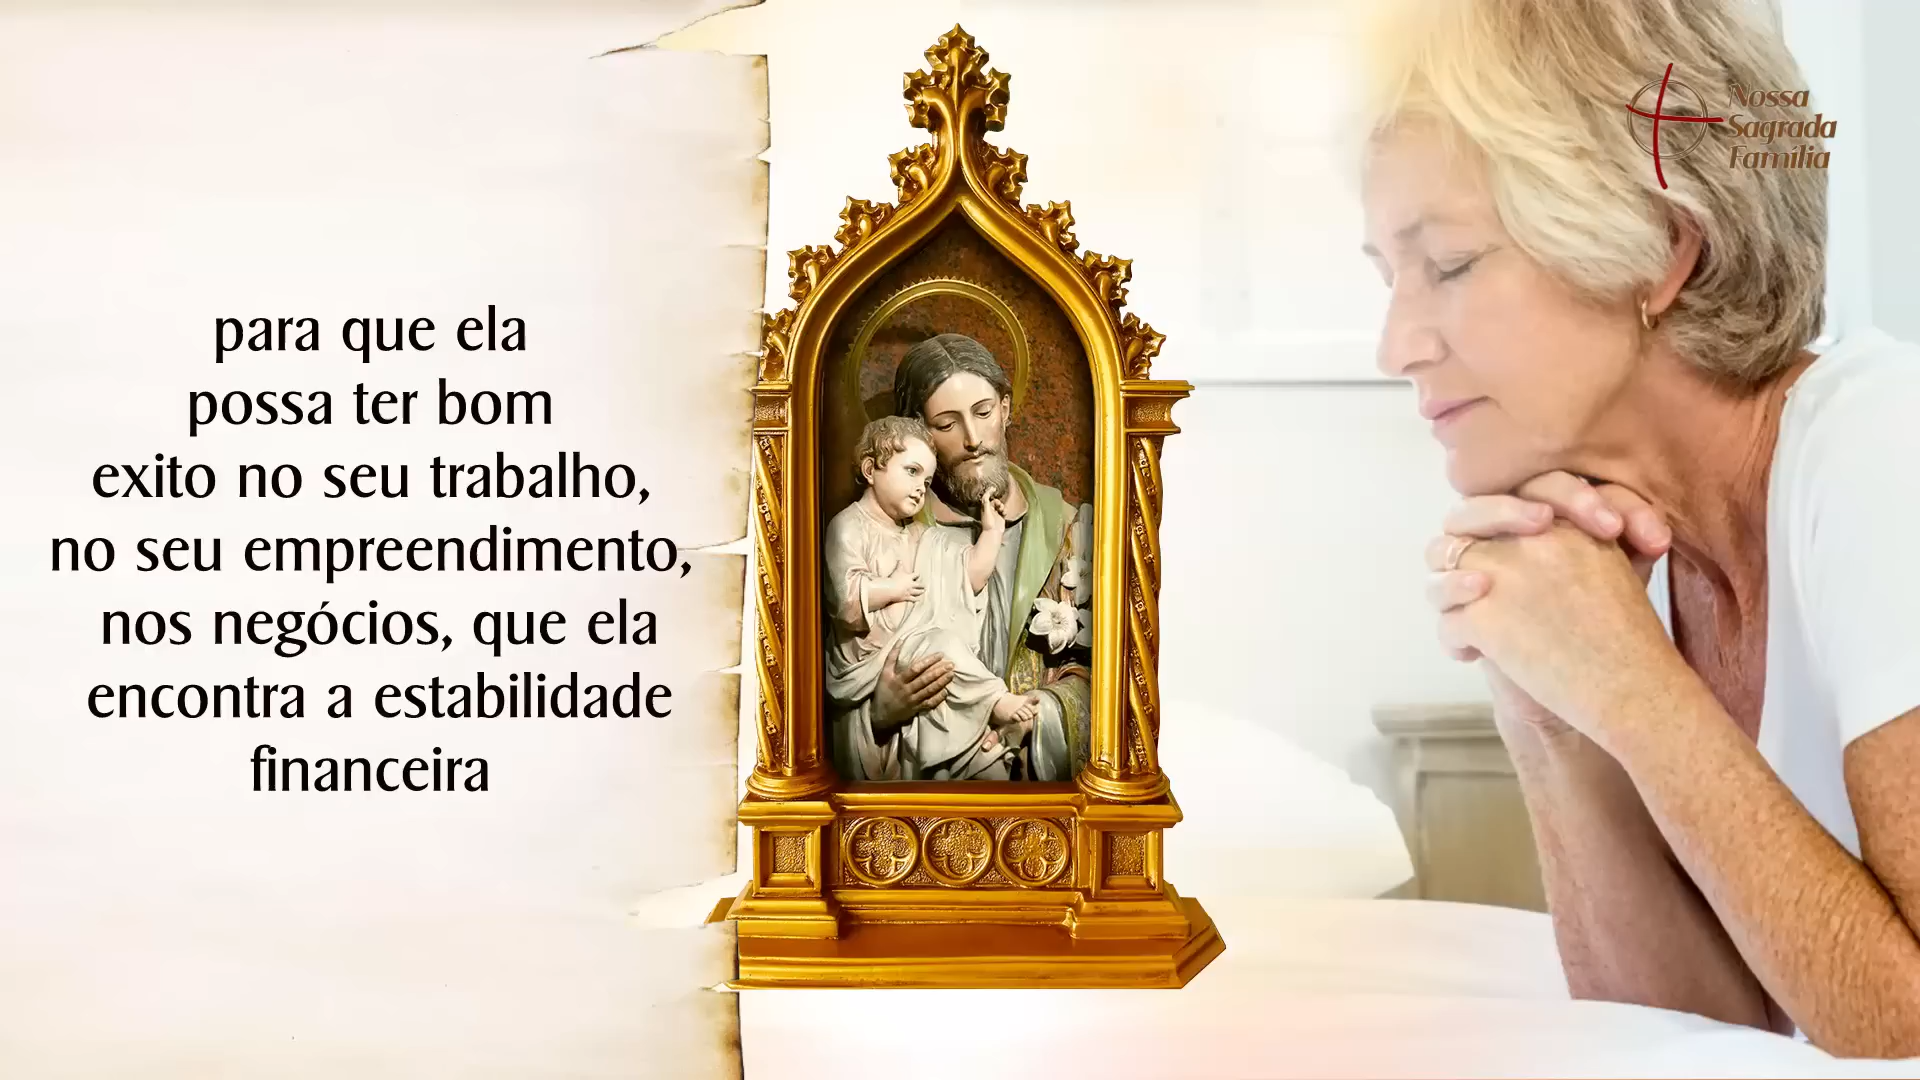 para que ela
possa ter bom
exito no seu trabalho,
no seu empreendimento,
nos negócios, que ela
encontra a estabilidade
financeira
Nossa
Sagrada
Família